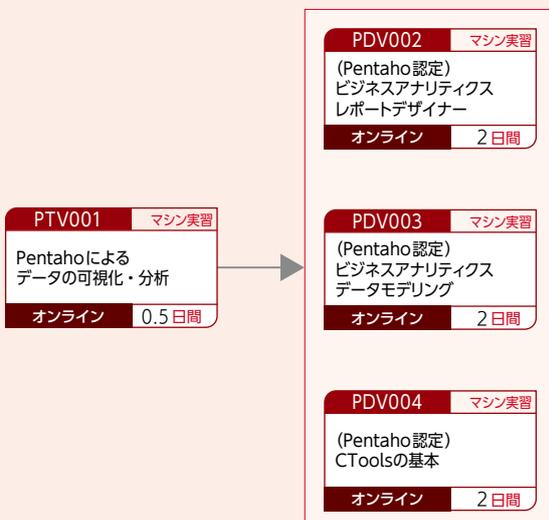 PTV001 マシン実習
Pentahoによる
データの可視化・分析
オンライン 0.5日間
PDV002 マシン実習
(Pentaho認定)
ビジネスアナリティクス
レポートデザイナー
オンライン 2日間
PDV003 マシン実習
(Pentaho認定)
ビジネスアナリティクス
データモデリング
オンライン 2日間
PDV004 マシン実習
(Pentaho認定)
CToolsの基本
オンライン 2日間